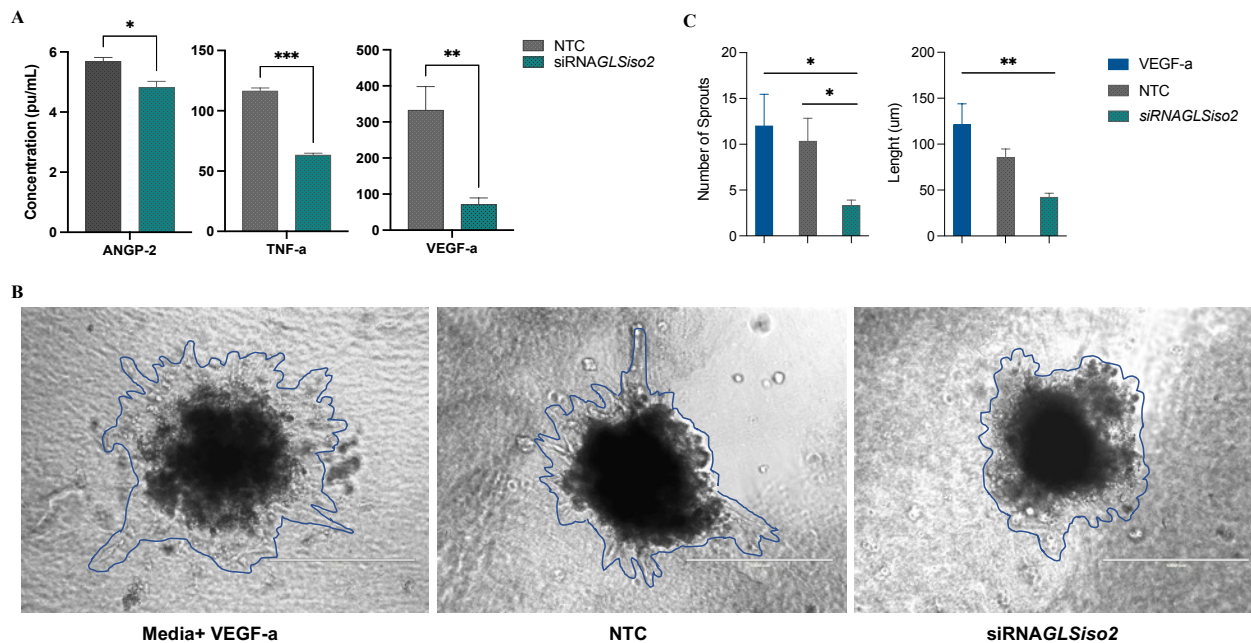 A
Concentration (pu/mL)
6
4
2
0
*
ANGP-2
150
100
50
0
***
TNF-a
500
400
300
200
100
0
**
VEGF-a
NTC
siRNAGLSiso2
C
Number of Sprouts
20
15
10
5
0
*
*
Lenght (um)
200
150
100
50
0
**
VEGF-a
NTC
siRNAGLSiso2
B
Media+ VEGF-a
NTC
siRNAGLSiso2